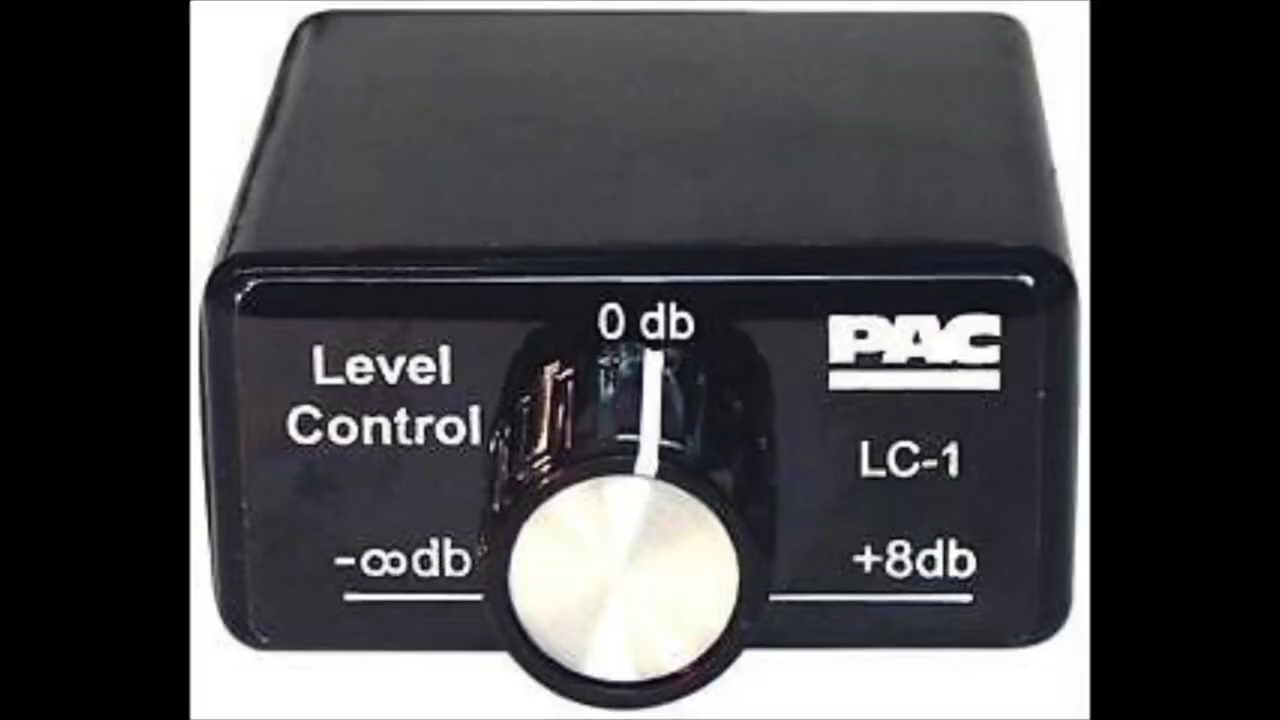 0 db
PAC
Level
Control
LC-1
-∞db
+8db